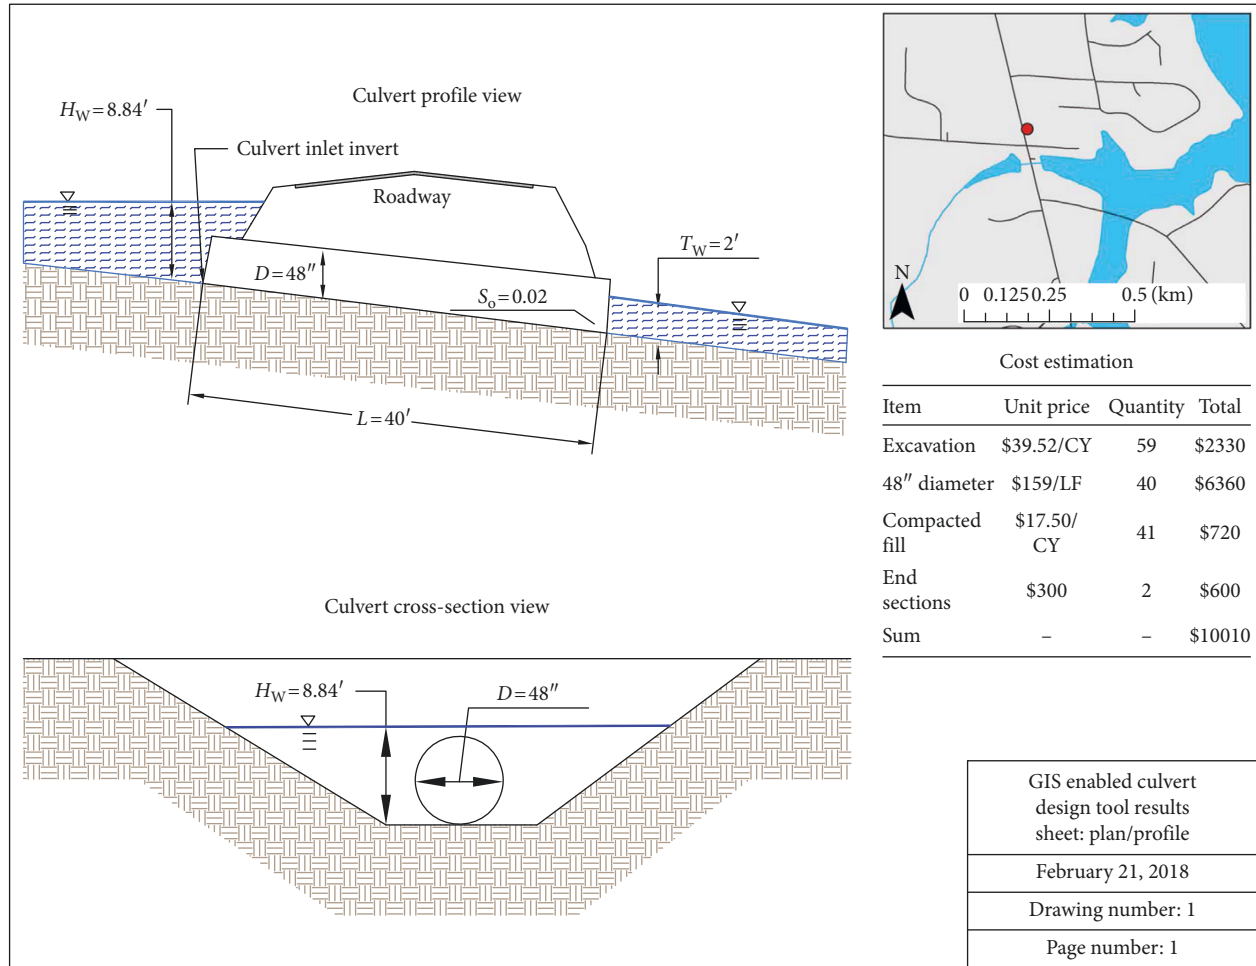 Culvert profile view
H_W = 8.84′
Culvert inlet invert
Roadway
D = 48″
T_W = 2′
S_o = 0.02
L = 40′
Culvert cross-section view
H_W = 8.84′
D = 48″
N
0 0.125 0.25 0.5 (km)
Cost estimation
Item Unit price Quantity Total
Excavation $39.52/CY 59 $2330
48″ diameter $159/LF 40 $6360
Compacted fill $17.50/CY 41 $720
End sections $300 2 $600
Sum – – $10010
GIS enabled culvert
design tool results
sheet: plan/profile
February 21, 2018
Drawing number: 1
Page number: 1